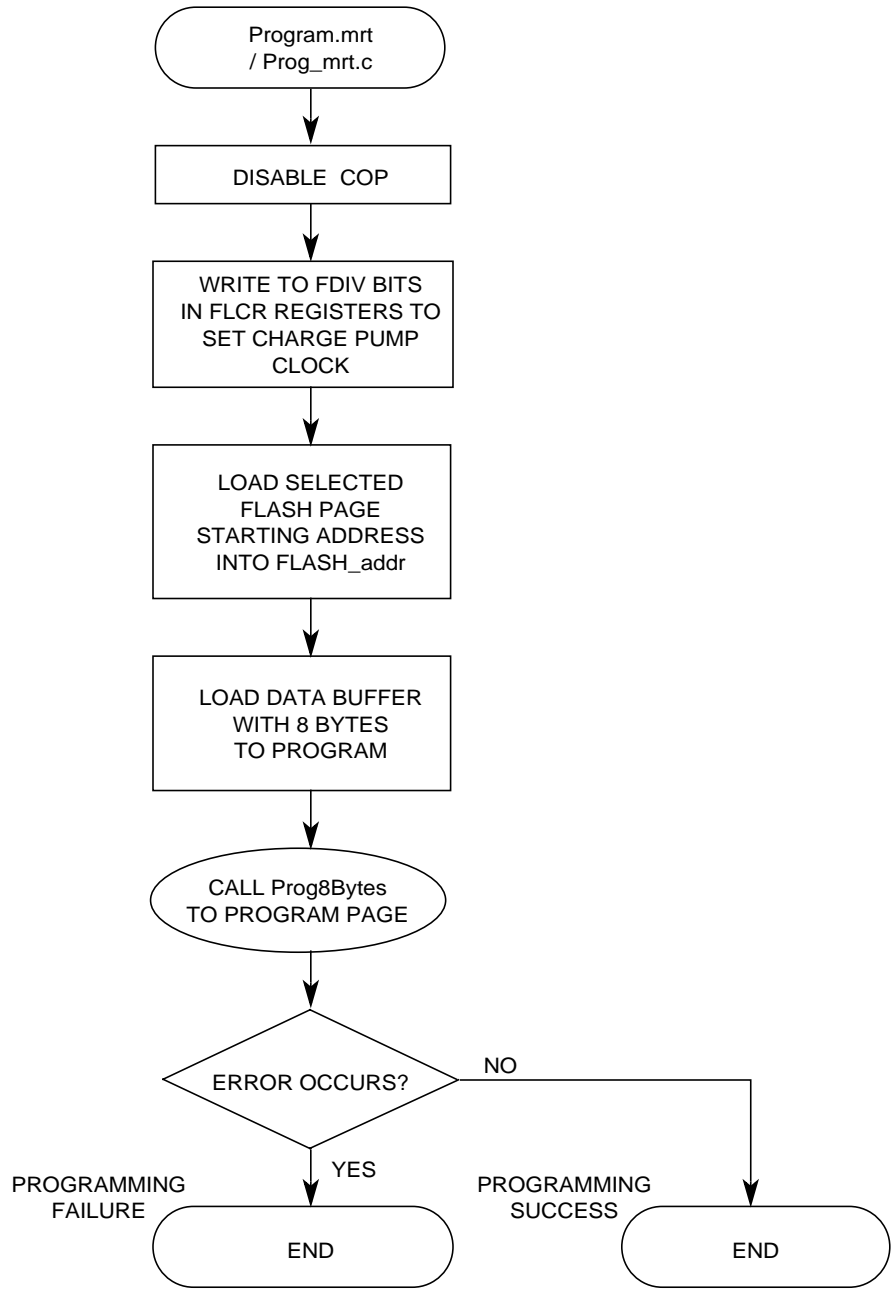 Program.mrt
/ Prog_mrt.c
DISABLE COP
WRITE TO FDIV BITS
IN FLCR REGISTERS TO
SET CHARGE PUMP
CLOCK
LOAD SELECTED
FLASH PAGE
STARTING ADDRESS
INTO FLASH_addr
LOAD DATA BUFFER
WITH 8 BYTES
TO PROGRAM
CALL Prog8Bytes
TO PROGRAM PAGE
ERROR OCCURS?
NO
YES
PROGRAMMING
FAILURE
END
PROGRAMMING
SUCCESS
END